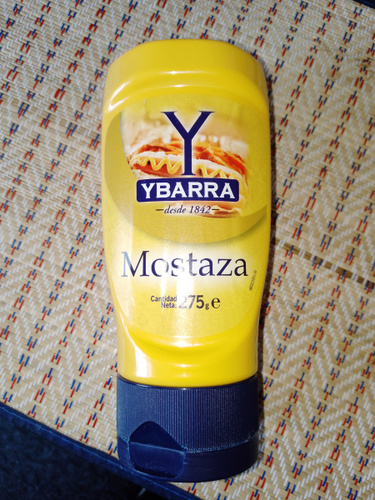 Y
YBARRA
desde 1842
Mostaza
Cantidad
Neta: 275g e